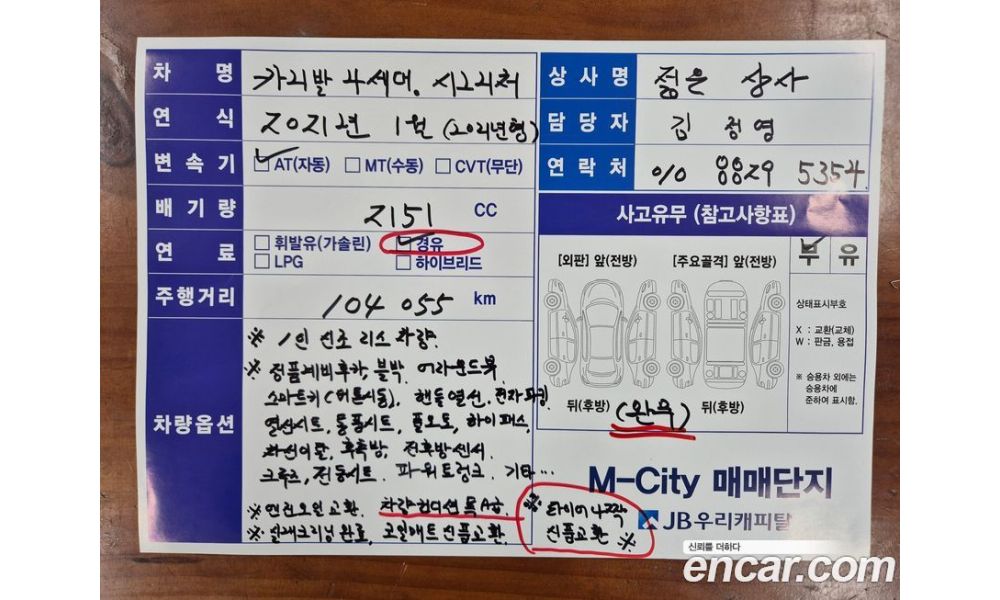 차 명 카니발 4세대, 시그니처
연 식 2021년 1월 (2021년형)
변 속 기 ☑AT(자동) □MT(수동) □CVT(무단)
배 기 량 2151 CC
연 료 □휘발유(가솔린) ☑경유
□LPG □하이브리드
주행거리 104 055 km
차량옵션
※ 1인 신조 리스 차량.
※ 정품네비후카, 블박, 어라운드뷰
스마트키(버튼시동), 핸들열선, 전자파킹
열선시트, 통풍시트, 풀오토, 하이패스,
차선이탈, 후측방, 전후방센서
크루즈, 전동시트, 파워트렁크, 기타…
※ 엔진오일교환, 차량컨디션 특A급
※ 실내크리닝완료, 코일매트신품교환,
※ 타이어 4짝
신품교환 ※
상 사 명 젊은 상사
담 당 자 김 정영
연 락 처 010 8829 5354
사고유무 (참고사항표)
[외판] 앞(전방) [주요골격] 앞(전방)
무 유
상태표시부호
X : 교환(교체)
W : 판금, 용접
※ 승용차 외에는
승용차에
준하여 표시함.
뒤(후방) (완무) 뒤(후방)
M-City 매매단지
JB우리캐피탈
신뢰를 더하다
encar.com